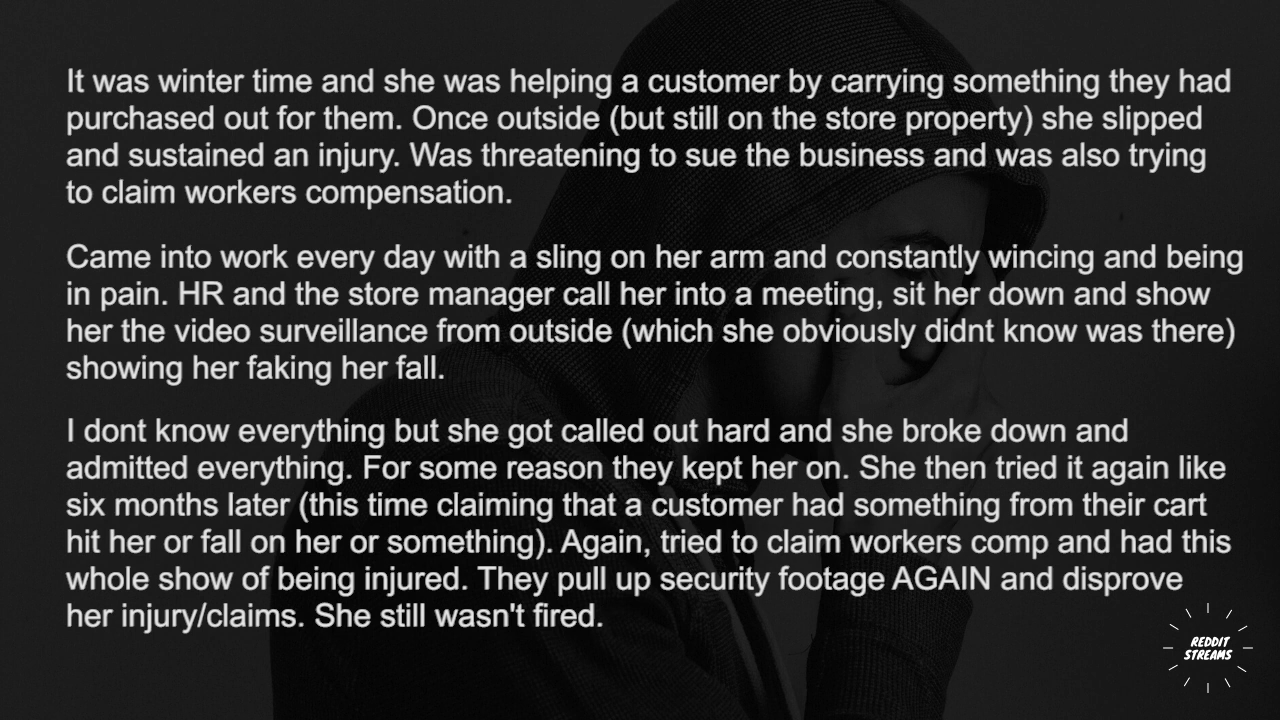 It was winter time and she was helping a customer by carrying something they had
purchased out for them. Once outside (but still on the store property) she slipped
and sustained an injury. Was threatening to sue the business and was also trying
to claim workers compensation.
Came into work every day with a sling on her arm and constantly wincing and being
in pain. HR and the store manager call her into a meeting, sit her down and show
her the video surveillance from outside (which she obviously didnt know was there)
showing her faking her fall.
I dont know everything but she got called out hard and she broke down and
admitted everything. For some reason they kept her on. She then tried it again like
six months later (this time claiming that a customer had something from their cart
hit her or fall on her or something). Again, tried to claim workers comp and had this
whole show of being injured. They pull up security footage AGAIN and disprove
her injury/claims. She still wasn't fired.
REDDIT
STREAMS